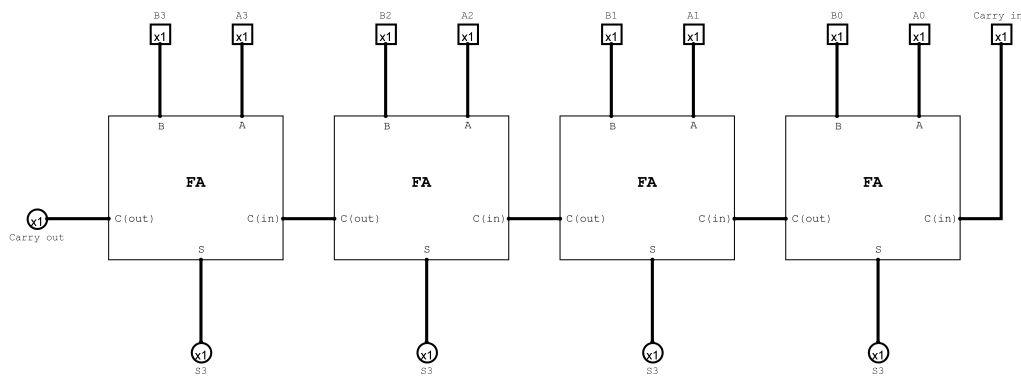 B3 A3 B2 A2 B1 A1 B0 A0 Carry in
x1 x1 x1 x1 x1 x1 x1 x1 x1
B A B A B A B A
FA FA FA FA
C(out) C(in) C(out) C(in) C(out) C(in) C(out) C(in)
x1
Carry out
S S S S
x1 x1 x1 x1
S3 S3 S3 S3